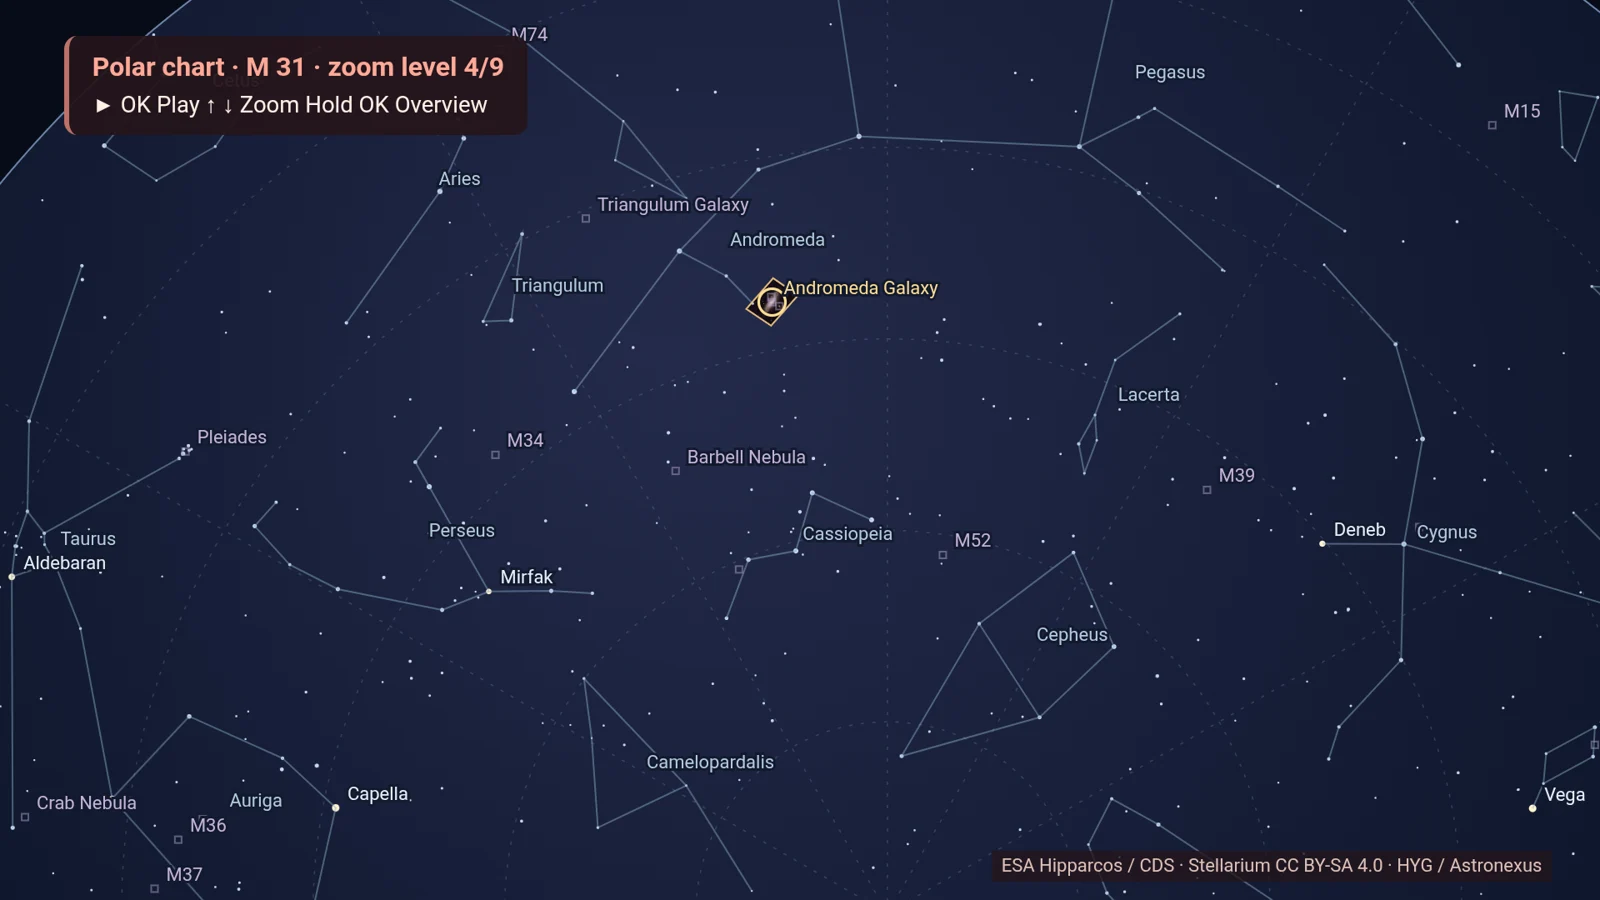 M74
Polar chart · M 31 · zoom level 4/9
Cetus
► OK Play ↑ ↓ Zoom Hold OK Overview
Pegasus
M15
Aries
Triangulum Galaxy
Andromeda
Triangulum
Andromeda Galaxy
Lacerta
Pleiades
M34
Barbell Nebula
M39
Perseus
Cassiopeia
M52
Deneb
Cygnus
Taurus
Aldebaran
Mirfak
Cepheus
Camelopardalis
Capella
Vega
Crab Nebula
Auriga
M36
M37
ESA Hipparcos / CDS · Stellarium CC BY-SA 4.0 · HYG / Astronexus